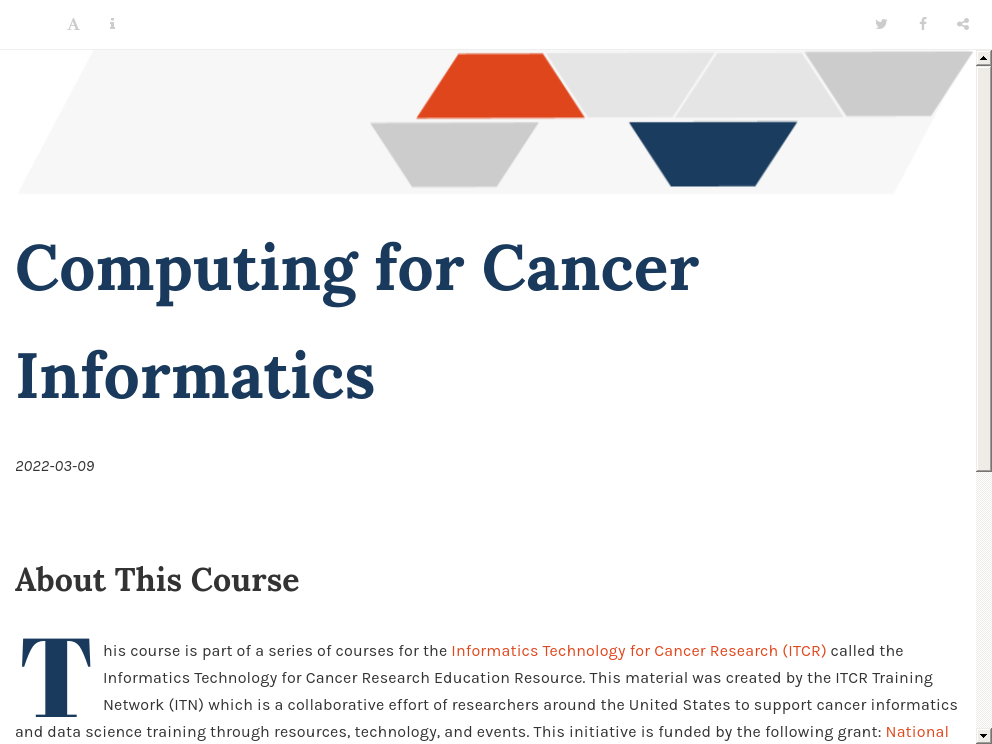 Computing for Cancer
Informatics
2022-03-09
About This Course
This course is part of a series of courses for the Informatics Technology for Cancer Research (ITCR) called the
Informatics Technology for Cancer Research Education Resource. This material was created by the ITCR Training
Network (ITN) which is a collaborative effort of researchers around the United States to support cancer informatics
and data science training through resources, technology, and events. This initiative is funded by the following grant: National